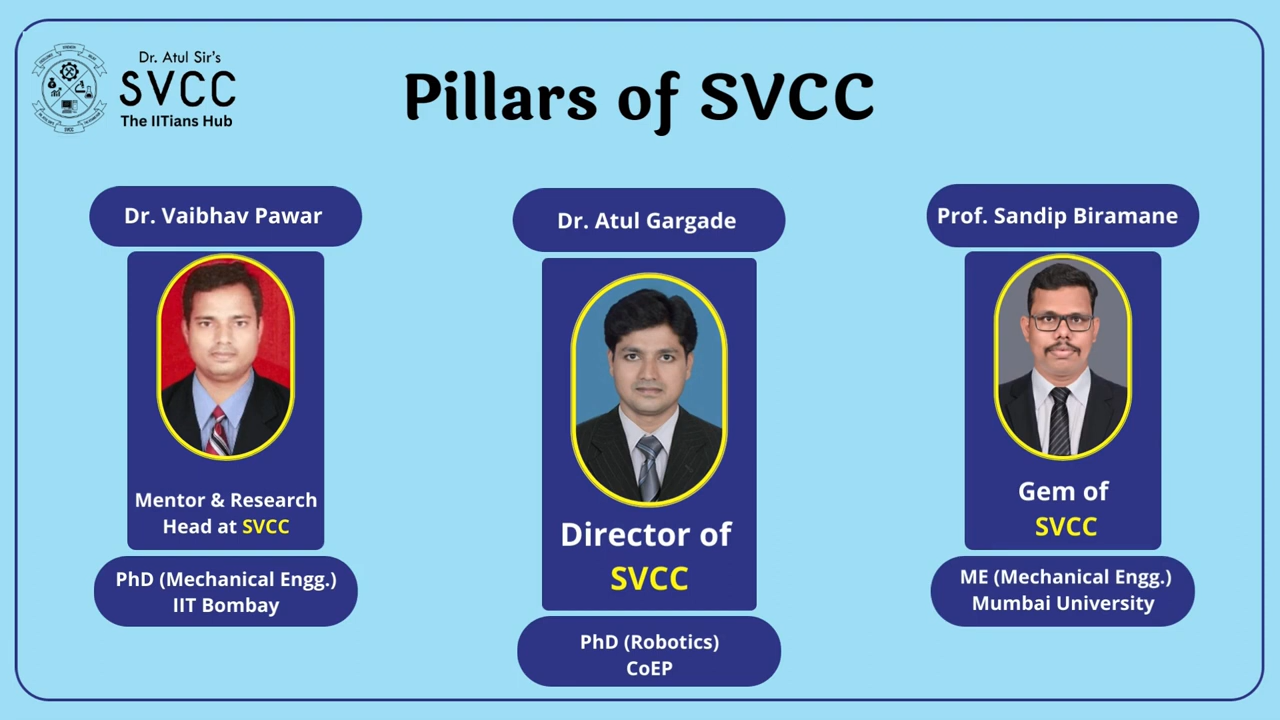 Dr. Atul Sir's
SVCC
The IITians Hub
Pillars of SVCC
Dr. Vaibhav Pawar
Mentor & Research
Head at SVCC
PhD (Mechanical Engg.)
IIT Bombay
Dr. Atul Gargade
Director of
SVCC
PhD (Robotics)
CoEP
Prof. Sandip Biramane
Gem of
SVCC
ME (Mechanical Engg.)
Mumbai University